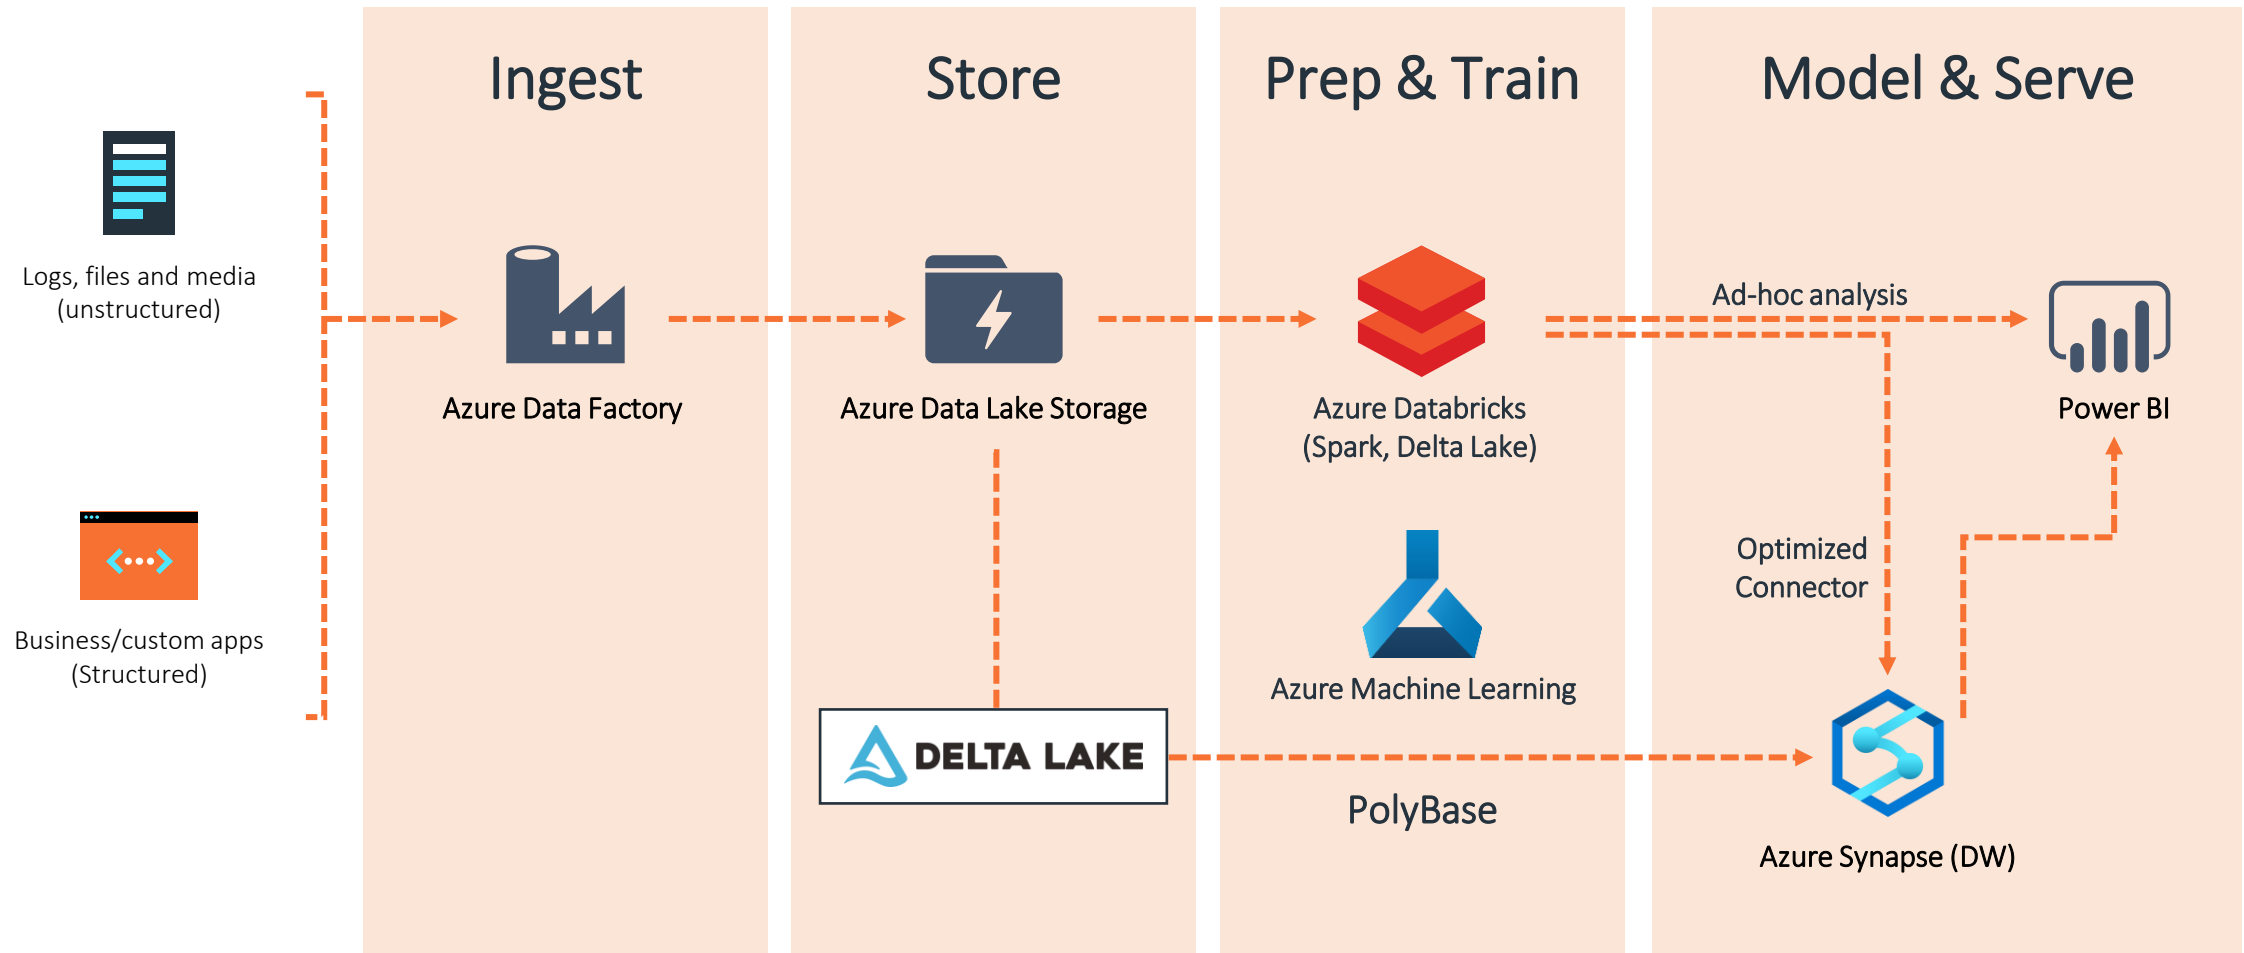 Ingest
Store
Prep & Train
Model & Serve
Logs, files and media
(unstructured)
Business/custom apps
(Structured)
Azure Data Factory
Azure Data Lake Storage
DELTA LAKE
Azure Databricks
(Spark, Delta Lake)
Azure Machine Learning
PolyBase
Ad-hoc analysis
Power BI
Optimized
Connector
Azure Synapse (DW)